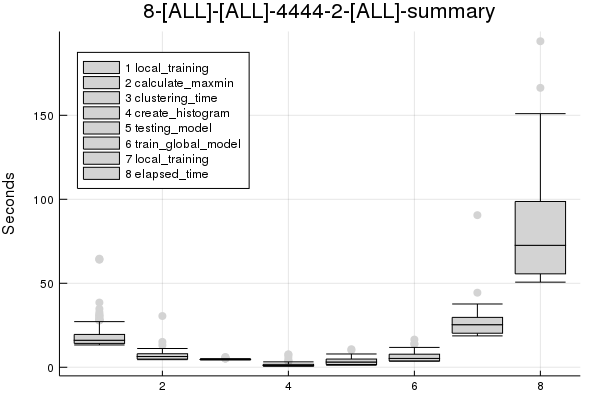 8-[ALL]-[ALL]-4444-2-[ALL]-summary
Seconds
150
100
50
0
1 local_training
2 calculate_maxmin
3 clustering_time
4 create_histogram
5 testing_model
6 train_global_model
7 local_training
8 elapsed_time
2 4 6 8